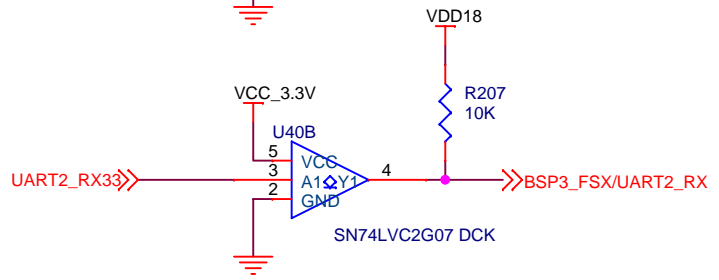 VDD18
R207
10K
VCC_3.3V
U40B
5
VCC
UART2_RX33
3
A1
Y1
4
BSP3_FSX/UART2_RX
2
GND
SN74LVC2G07 DCK